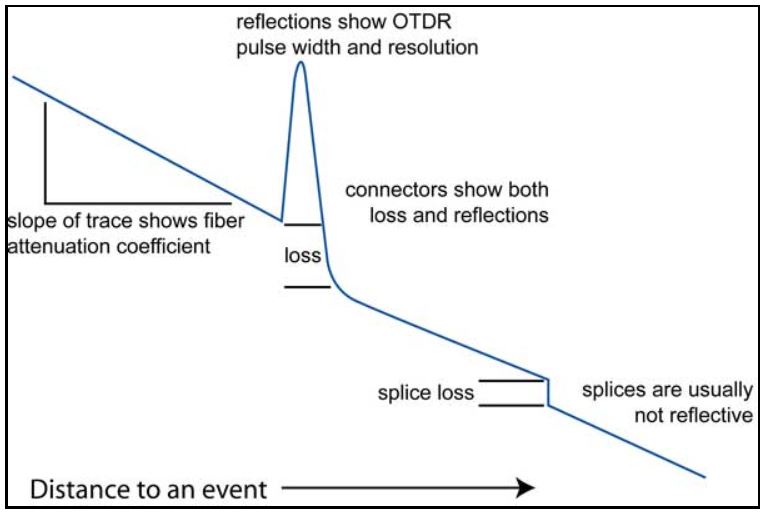 reflections show OTDR
pulse width and resolution
connectors show both
loss and reflections
slope of trace shows fiber
attenuation coefficient
loss
splice loss
splices are usually
not reflective
Distance to an event